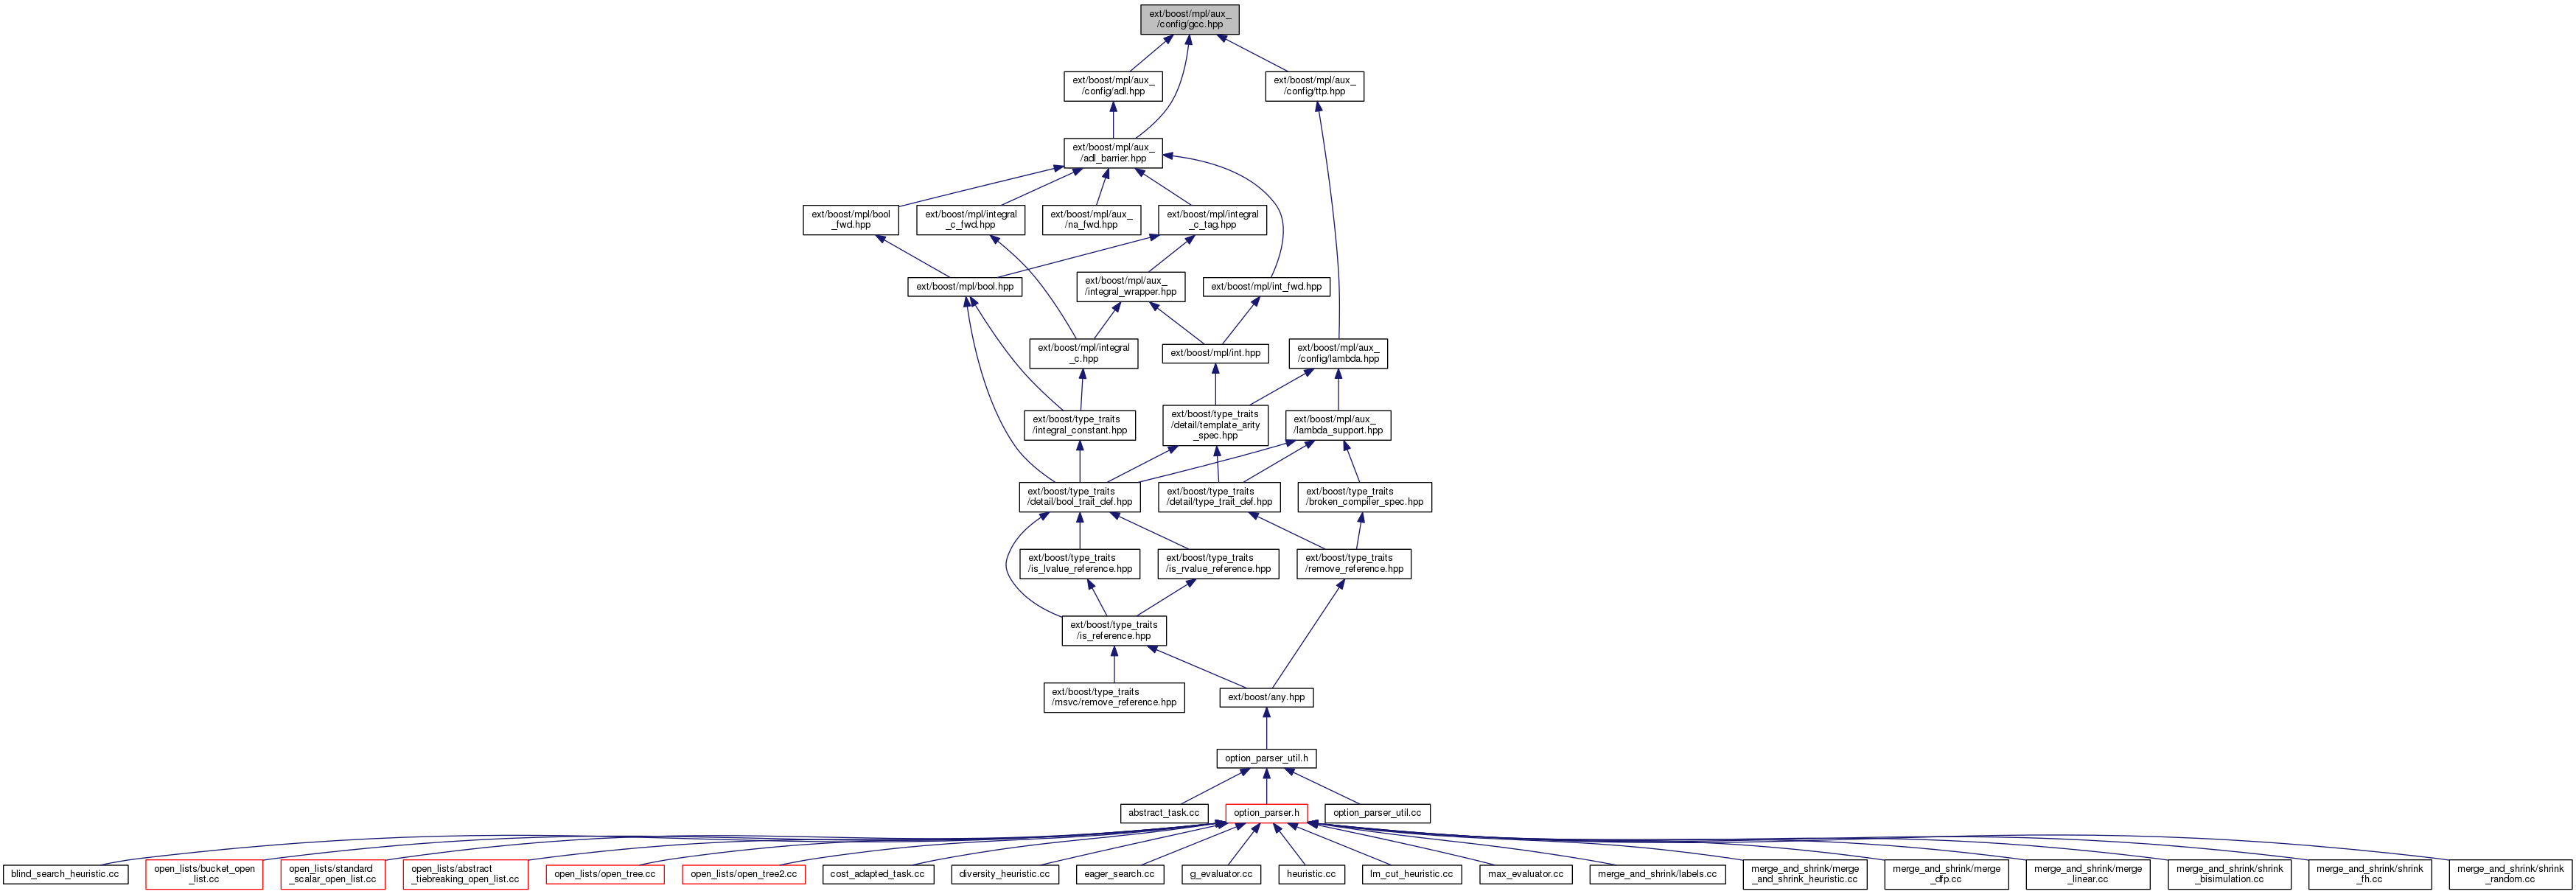 ext/boost/mpl/aux_
/config/gcc.hpp
ext/boost/mpl/aux_
/config/adl.hpp
ext/boost/mpl/aux_
/config/ttp.hpp
ext/boost/mpl/aux_
/adl_barrier.hpp
ext/boost/mpl/bool
_fwd.hpp
ext/boost/mpl/integral
_c_fwd.hpp
ext/boost/mpl/aux_
/na_fwd.hpp
ext/boost/mpl/integral
_c_tag.hpp
ext/boost/mpl/bool.hpp
ext/boost/mpl/aux_
/integral_wrapper.hpp
ext/boost/mpl/int_fwd.hpp
ext/boost/mpl/integral
_c.hpp
ext/boost/mpl/int.hpp
ext/boost/mpl/aux_
/config/lambda.hpp
ext/boost/type_traits
/integral_constant.hpp
ext/boost/type_traits
/detail/template_arity
_spec.hpp
ext/boost/mpl/aux_
/lambda_support.hpp
ext/boost/type_traits
/detail/bool_trait_def.hpp
ext/boost/type_traits
/detail/type_trait_def.hpp
ext/boost/type_traits
/broken_compiler_spec.hpp
ext/boost/type_traits
/is_lvalue_reference.hpp
ext/boost/type_traits
/is_rvalue_reference.hpp
ext/boost/type_traits
/remove_reference.hpp
ext/boost/type_traits
/is_reference.hpp
ext/boost/type_traits
/msvc/remove_reference.hpp
ext/boost/any.hpp
option_parser_util.h
abstract_task.cc
option_parser.h
option_parser_util.cc
blind_search_heuristic.cc
open_lists/bucket_open
_list.cc
open_lists/standard
_scalar_open_list.cc
open_lists/abstract
_tiebreaking_open_list.cc
open_lists/open_tree.cc
open_lists/open_tree2.cc
cost_adapted_task.cc
diversity_heuristic.cc
eager_search.cc
g_evaluator.cc
heuristic.cc
lm_cut_heuristic.cc
max_evaluator.cc
merge_and_shrink/labels.cc
merge_and_shrink/merge
_and_shrink_heuristic.cc
merge_and_shrink/merge
_dfp.cc
merge_and_shrink/merge
_linear.cc
merge_and_shrink/shrink
_bisimulation.cc
merge_and_shrink/shrink
_fh.cc
merge_and_shrink/shrink
_random.cc